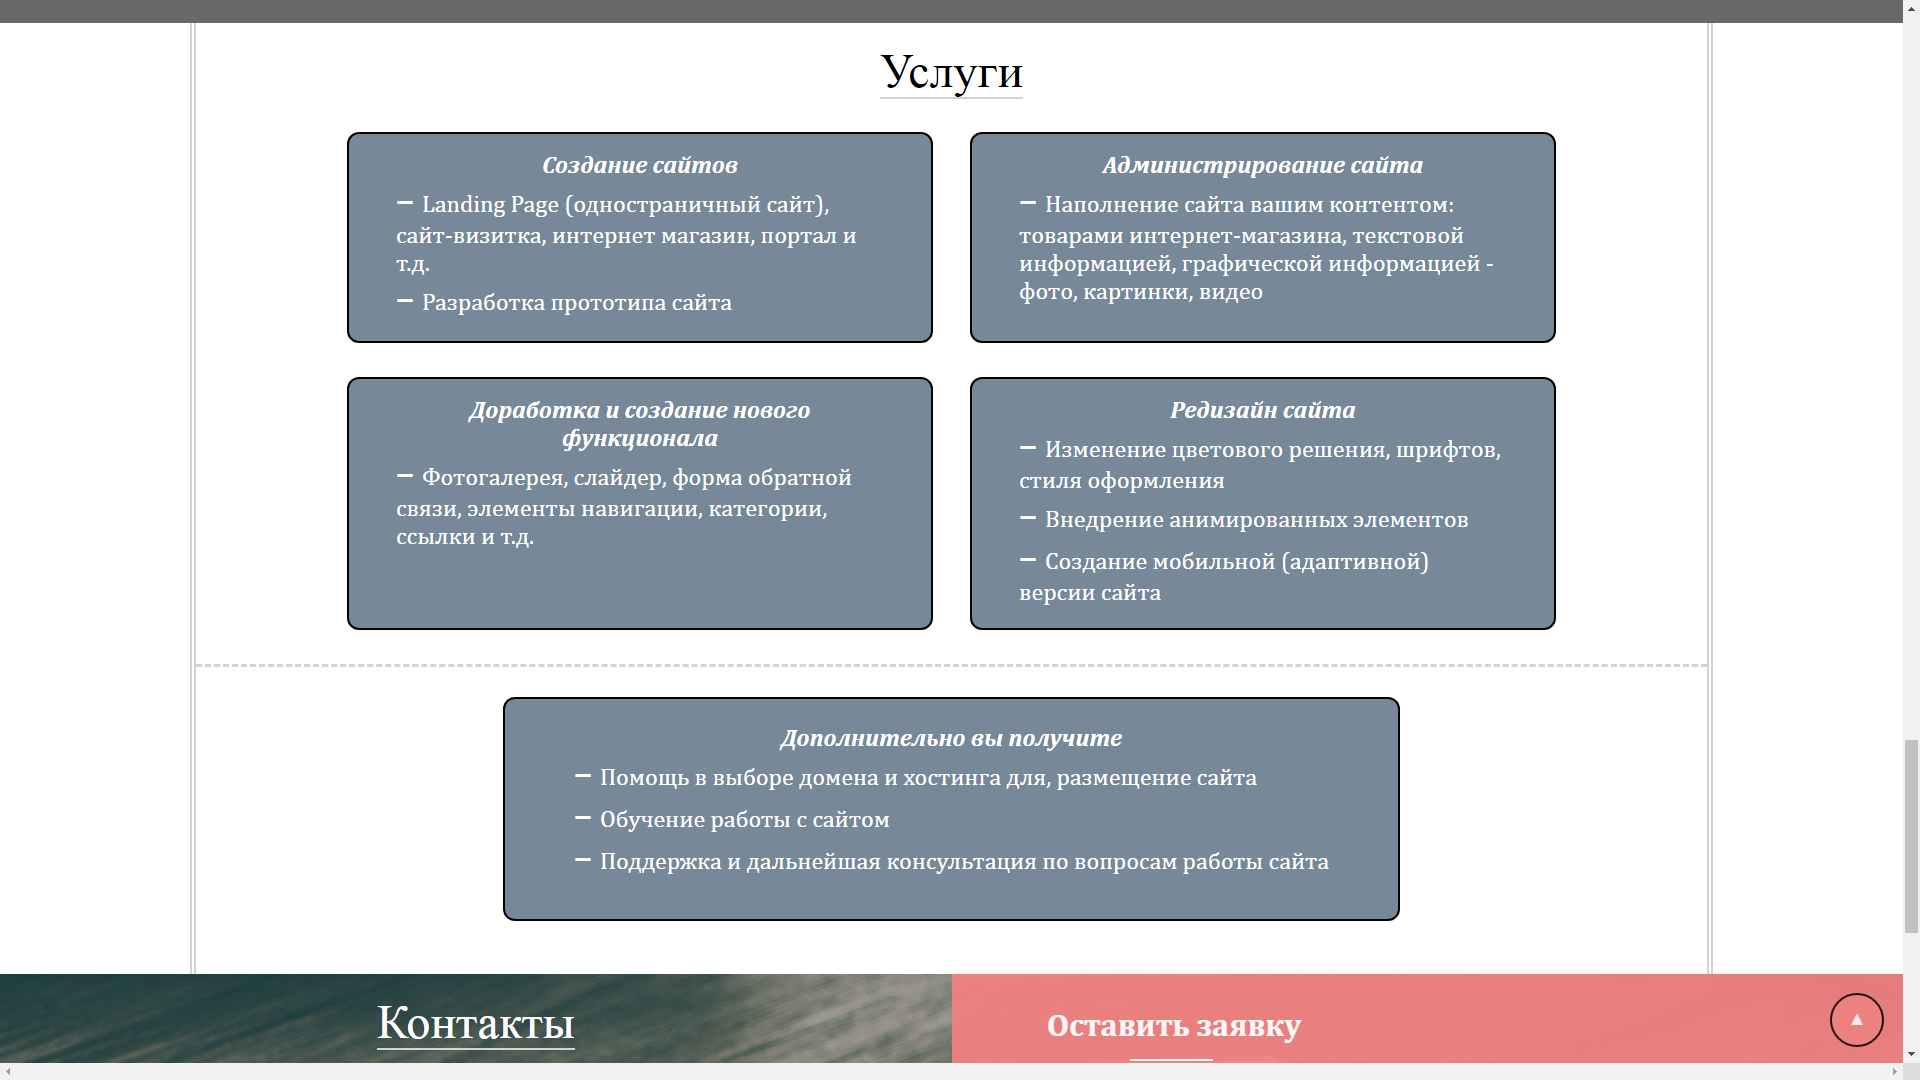 Услуги
Создание сайтов
– Landing Page (одностраничный сайт),
сайт-визитка, интернет магазин, портал и
т.д.
– Разработка прототипа сайта
Администрирование сайта
– Наполнение сайта вашим контентом:
товарами интернет-магазина, текстовой
информацией, графической информацией -
фото, картинки, видео
Доработка и создание нового
функционала
– Фотогалерея, слайдер, форма обратной
связи, элементы навигации, категории,
ссылки и т.д.
Редизайн сайта
– Изменение цветового решения, шрифтов,
стиля оформления
– Внедрение анимированных элементов
– Создание мобильной (адаптивной)
версии сайта
Дополнительно вы получите
– Помощь в выборе домена и хостинга для, размещение сайта
– Обучение работы с сайтом
– Поддержка и дальнейшая консультация по вопросам работы сайта
Контакты
Оставить заявку